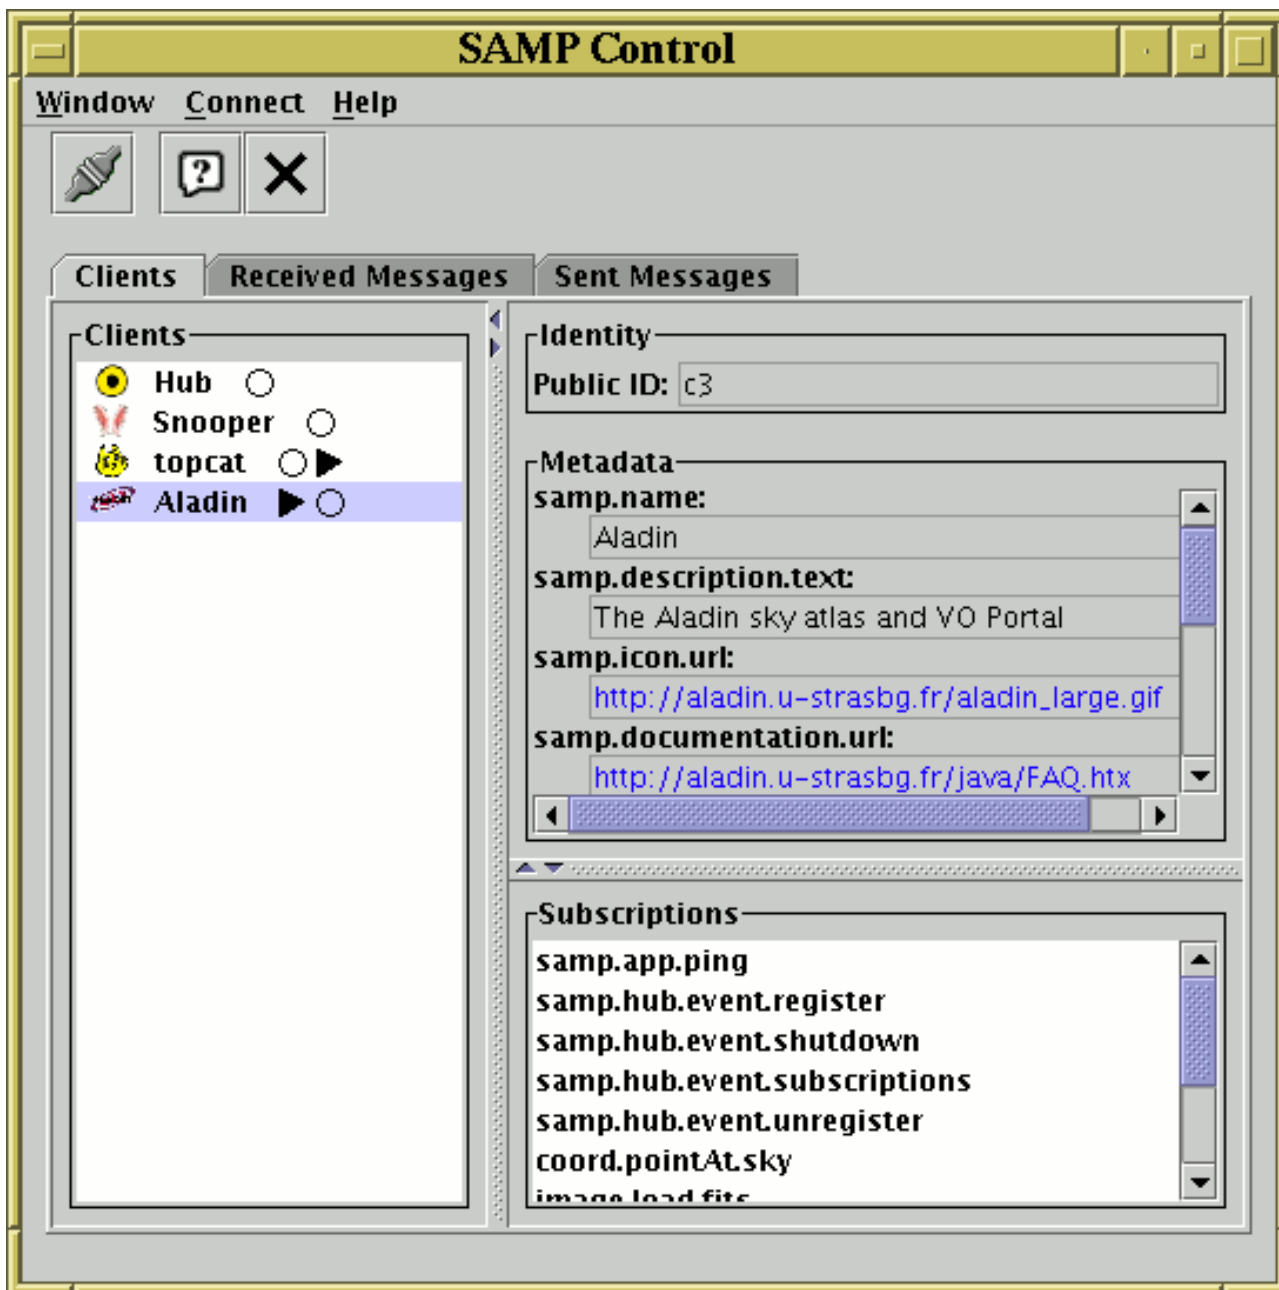 SAMP Control
Window Connect Help
Clients Received Messages Sent Messages
Clients
Hub
Snooper
topcat
Aladin
Identity
Public ID: c3
Metadata
samp.name:
Aladin
samp.description.text:
The Aladin sky atlas and VO Portal
samp.icon.url:
http://aladin.u-strasbg.fr/aladin_large.gif
samp.documentation.url:
http://aladin.u-strasbg.fr/java/FAQ.htx
Subscriptions
samp.app.ping
samp.hub.event.register
samp.hub.event.shutdown
samp.hub.event.subscriptions
samp.hub.event.unregister
coord.pointAt.sky
image.load.fits